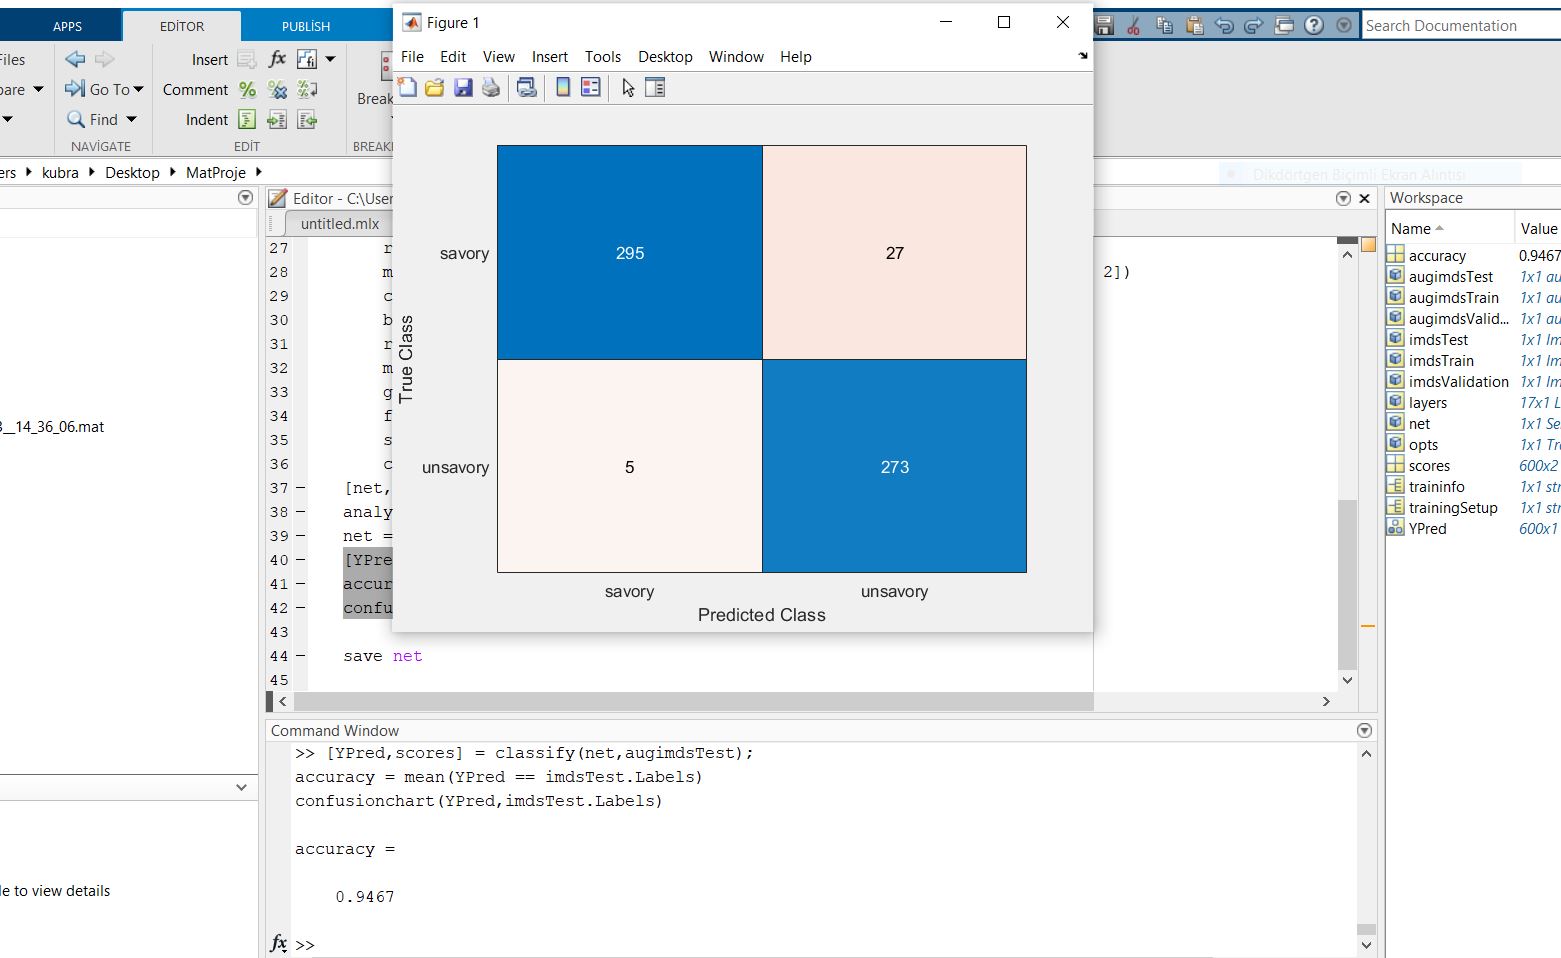 APPS
EDİTOR
PUBLİSH
Search Documentation
Files
Insert
fx
fi
pare
Go To
Comment
Find
Indent
Break
NAVİGATE
EDİT
BREAK
ers ▸ kubra ▸ Desktop ▸ MatProje ▸
Dikdörtgen Biçimli Ekran Alıntısı
Figure 1
File Edit View Insert Tools Desktop Window Help
savory
295
27
unsavory
5
273
True Class
savory unsavory
Predicted Class
3__14_36_06.mat
le to view details
Editor - C:\User
untitled.mlx
27 r
28 m 2])
29 c
30 b
31 r
32 m
33 g
34 f
35 s
36 c
37 – [net,
38 – analy
39 – net =
40 – [YPre
41 – accur
42 – confu
43
44 – save net
45
Command Window
>> [YPred,scores] = classify(net,augimdsTest);
accuracy = mean(YPred == imdsTest.Labels)
confusionchart(YPred,imdsTest.Labels)
accuracy =
0.9467
fx >>
Workspace
Name Value
accuracy 0.9467
augimdsTest 1x1 au
augimdsTrain 1x1 au
augimdsValid... 1x1 au
imdsTest 1x1 Im
imdsTrain 1x1 Im
imdsValidation 1x1 Im
layers 17x1 L
net 1x1 Se
opts 1x1 Tr
scores 600x2
traininfo 1x1 str
trainingSetup 1x1 str
YPred 600x1